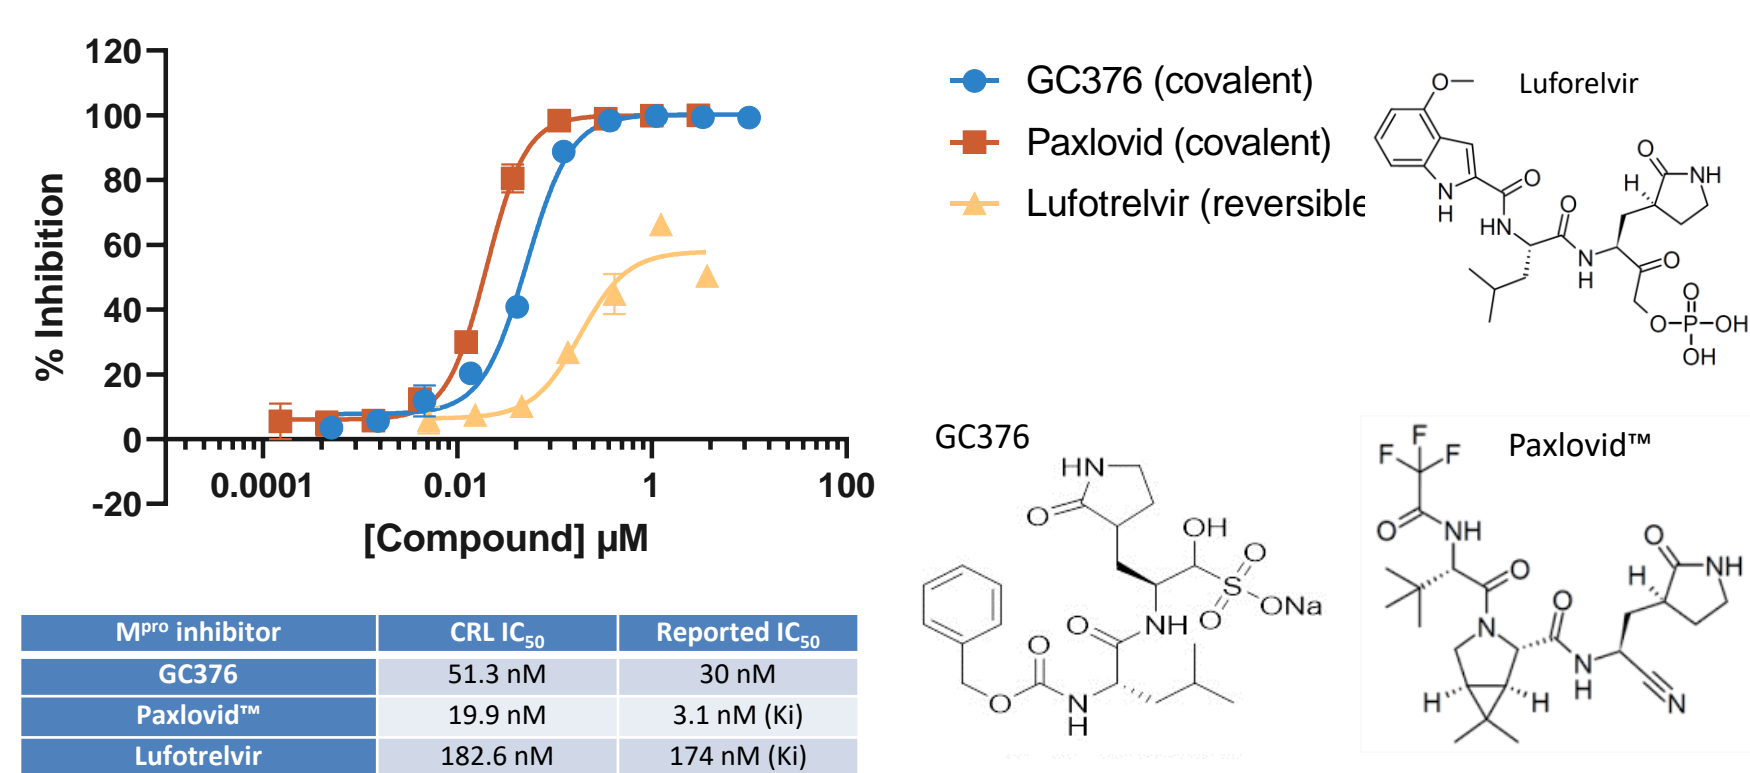 120
100
80
60
40
20
0
-20
% Inhibition
0.0001 0.01 1 100
[Compound] µM
GC376 (covalent)
Paxlovid (covalent)
Lufotrelvir (reversible
Luforelvir
O
O
NH
H
N
H
O
HN
O
N
H
O
O
P
O
OH
OH
GC376
HN
O
OH
O
S
O
ONa
NH
O
O
O
N
H
Paxlovid™
F
F
F
O
NH
O
N
O
N
H
H
H
H
O
NH
N
Mpro inhibitor CRL IC50 Reported IC50
GC376 51.3 nM 30 nM
Paxlovid™ 19.9 nM 3.1 nM (Ki)
Lufotrelvir 182.6 nM 174 nM (Ki)